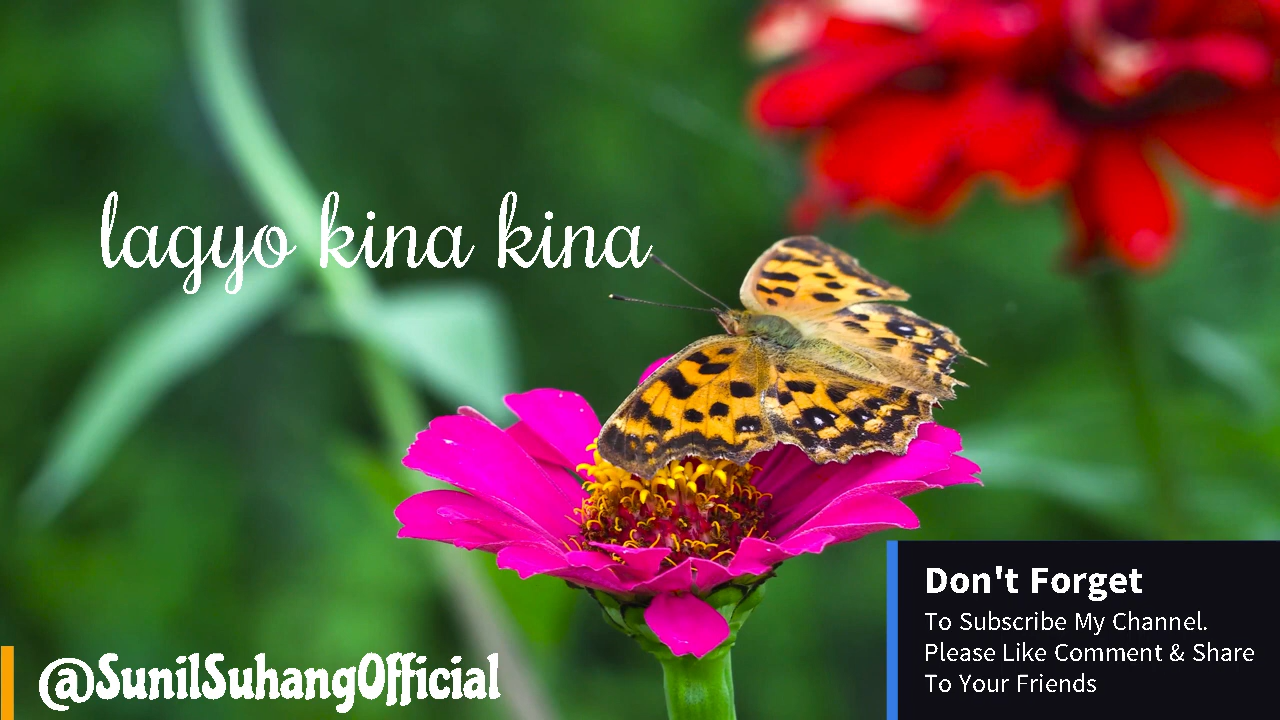 lagyo kina kina
Don't Forget
To Subscribe My Channel.
Please Like Comment & Share
To Your Friends
@SunilSuhangOfficial